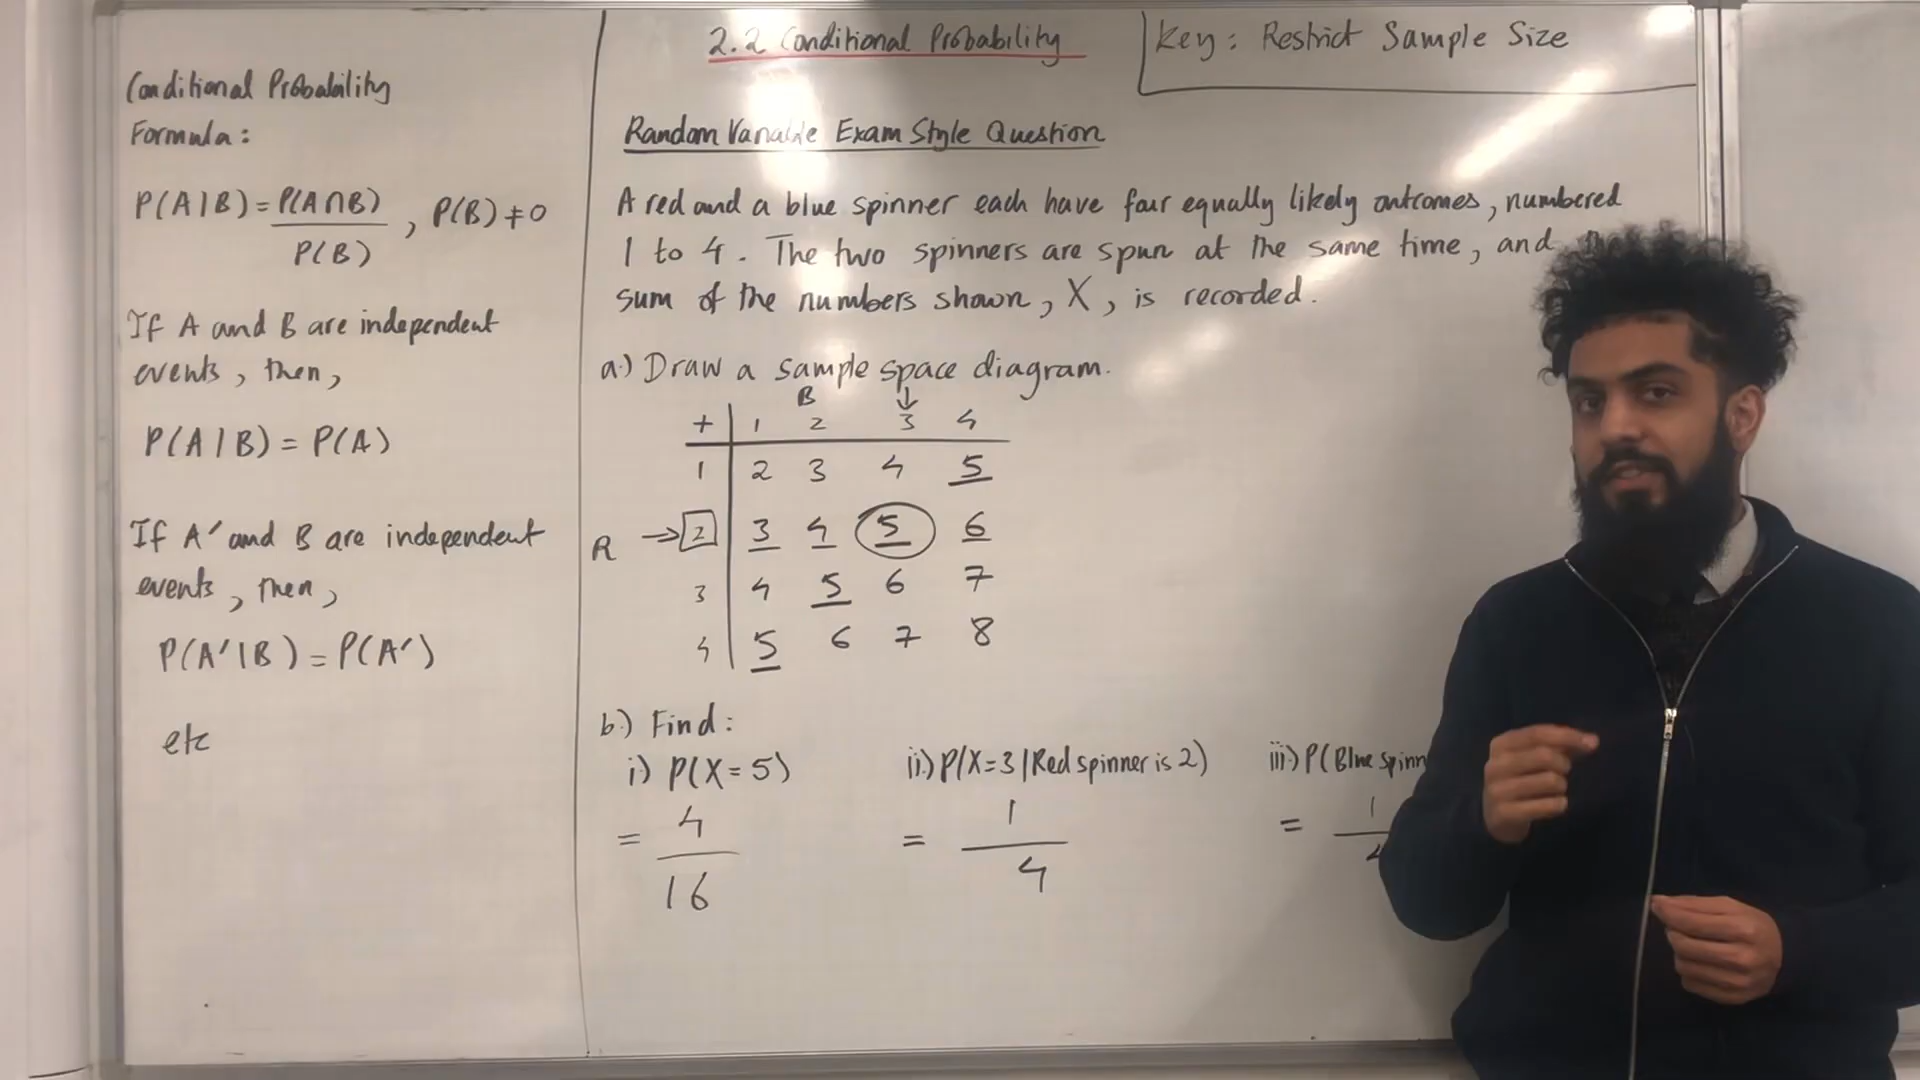 2.2 Conditional Probability
Key: Restrict Sample Size
Conditional Probability
Formula:
P(A|B) = P(A∩B) / P(B) , P(B) ≠ 0
If A and B are independent
events, then,
P(A|B) = P(A)
If A' and B are independent
events, then,
P(A'|B) = P(A')
etc
Random Variable Exam Style Question
A red and a blue spinner each have four equally likely outcomes, numbered
1 to 4. The two spinners are spun at the same time, and
sum of the numbers shown, X, is recorded.
a.) Draw a sample space diagram.
B ↓
+ 1 2 3 4
1 2 3 4 5
R → 2 3 4 5 6
3 4 5 6 7
4 5 6 7 8
b.) Find:
i.) P(X=5)
= 4/16
ii.) P(X=3|Red spinner is 2)
= 1/4
iii.) P(Blue
= 1